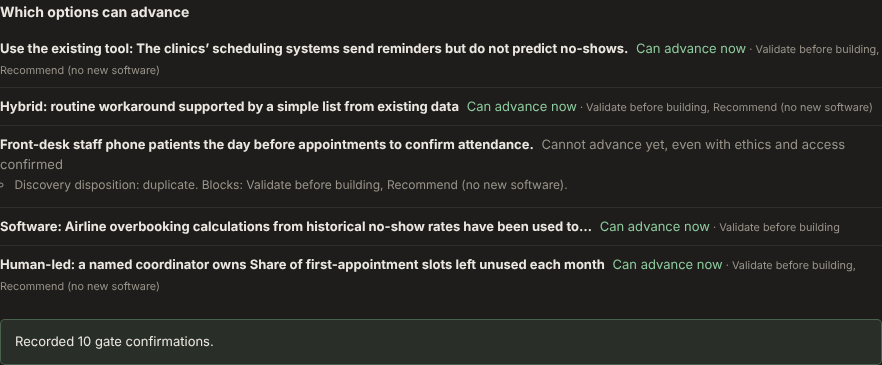 Which options can advance
Use the existing tool: The clinics’ scheduling systems send reminders but do not predict no-shows. Can advance now · Validate before building,
Recommend (no new software)
Hybrid: routine workaround supported by a simple list from existing data Can advance now · Validate before building, Recommend (no new software)
Front-desk staff phone patients the day before appointments to confirm attendance. Cannot advance yet, even with ethics and access
confirmed
Discovery disposition: duplicate. Blocks: Validate before building, Recommend (no new software).
Software: Airline overbooking calculations from historical no-show rates have been used to… Can advance now · Validate before building
Human-led: a named coordinator owns Share of first-appointment slots left unused each month Can advance now · Validate before building,
Recommend (no new software)
Recorded 10 gate confirmations.